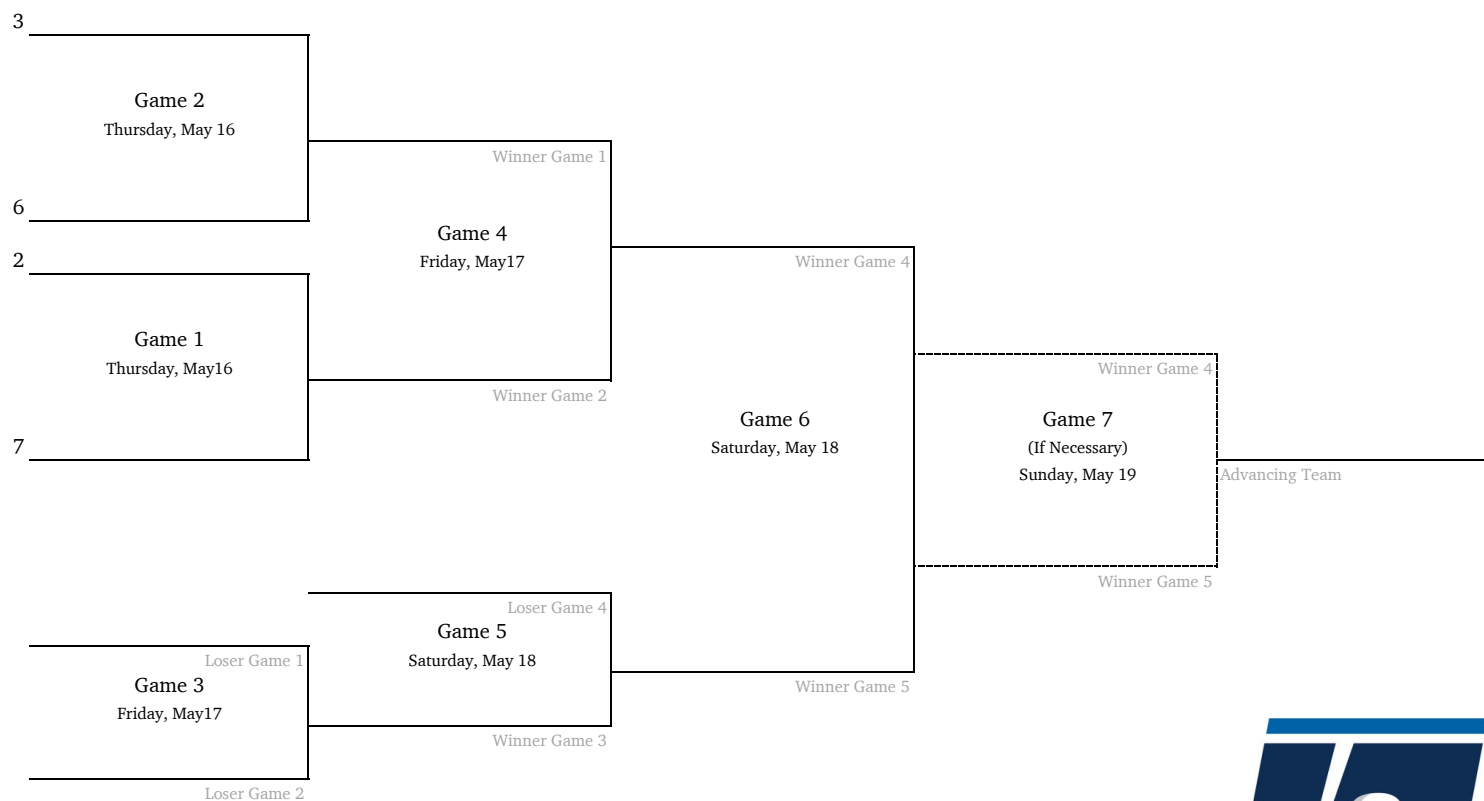 3
Game 2
Thursday, May 16
Winner Game 1
6
Game 4
Friday, May17
2
Winner Game 4
Game 1
Thursday, May16
Winner Game 4
Winner Game 2
Game 6
Saturday, May 18
Game 7
(If Necessary)
Sunday, May 19
7
Advancing Team
Winner Game 5
Loser Game 4
Game 5
Saturday, May 18
Loser Game 1
Game 3
Friday, May17
Winner Game 5
Winner Game 3
Loser Game 2